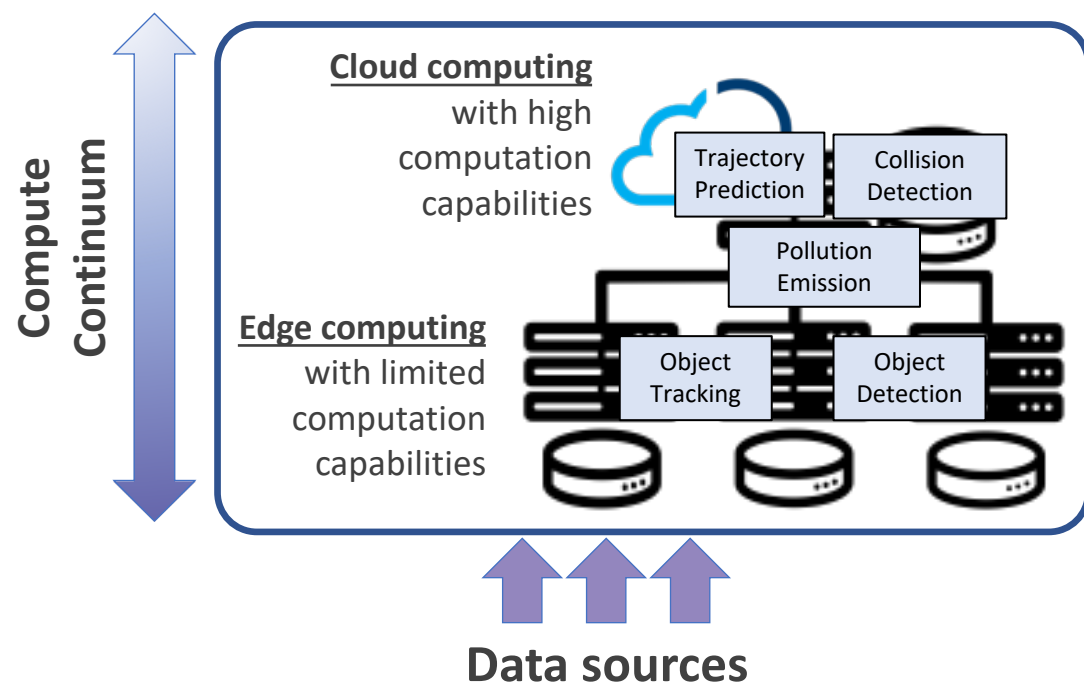 Compute
Continuum
Cloud computing
with high
computation
capabilities
Trajectory
Prediction
Collision
Detection
Pollution
Emission
Edge computing
with limited
computation
capabilities
Object
Tracking
Object
Detection
Data sources